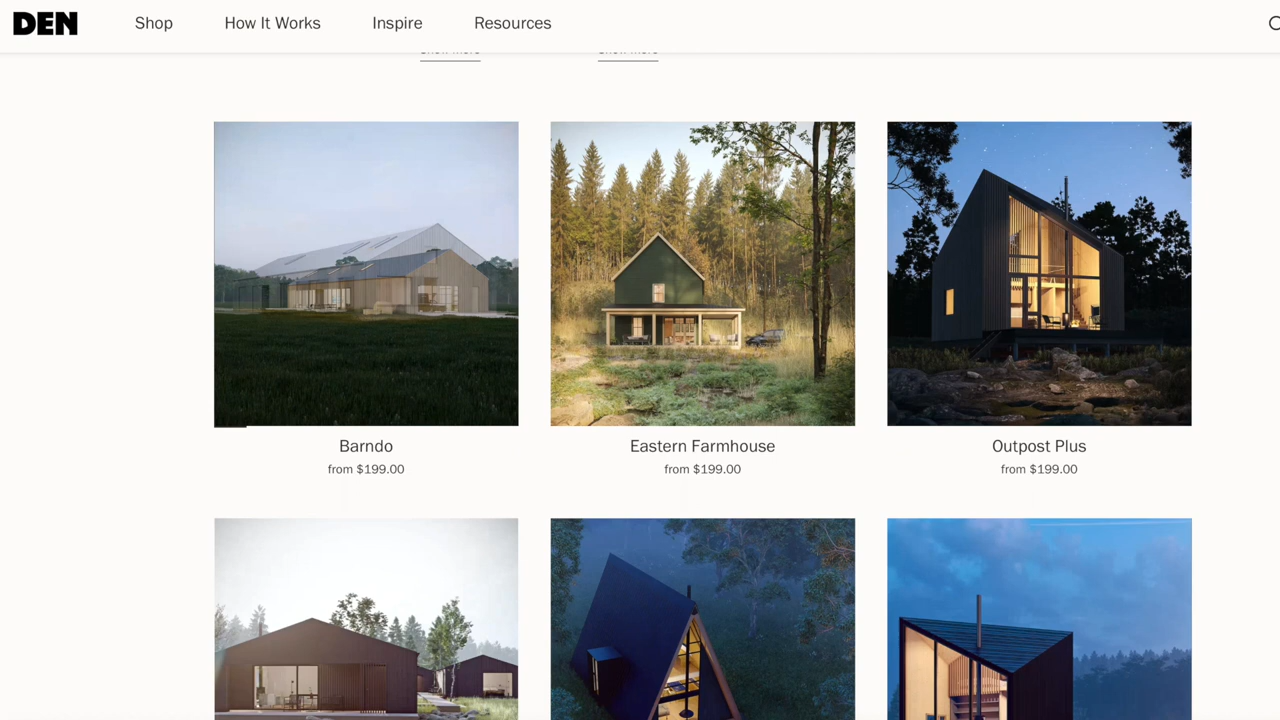 DEN
Shop
How It Works
Inspire
Resources
Barndo
from $199.00
Eastern Farmhouse
from $199.00
Outpost Plus
from $199.00